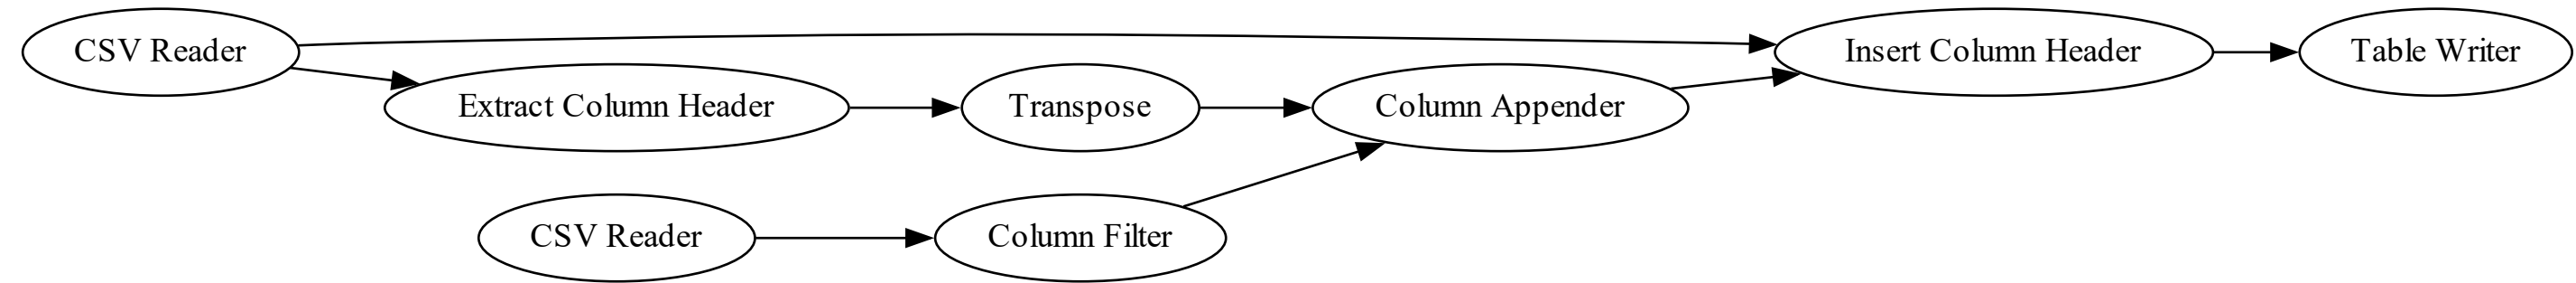 CSV Reader
Insert Column Header
Table Writer
Extract Column Header
Transpose
Column Appender
CSV Reader
Column Filter